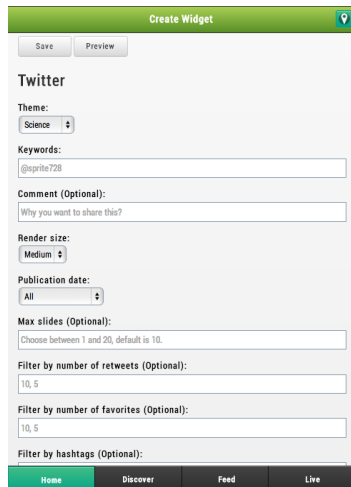 Create Widget
Save Preview
Twitter
Theme:
Science
Keywords:
@sprite728
Comment (Optional):
Why you want to share this?
Render size:
Medium
Publication date:
All
Max slides (Optional):
Choose between 1 and 20, default is 10.
Filter by number of retweets (Optional):
10, 5
Filter by number of favorites (Optional):
10, 5
Filter by hashtags (Optional):
Home Discover Feed Live